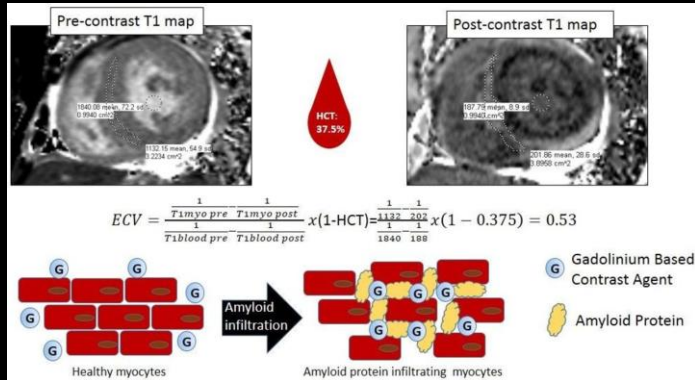 Pre-contrast T1 map
Post-contrast T1 map
1840.08 mean, 72.2 sd
0.9940 cm^2
1132.15 mean, 54.9 sd
0.2234 cm^2
HCT:
37.5%
187.79 mean, 8.9 sd
0.9940 cm^2
201.86 mean, 28.6 sd
0.8958 cm^2
ECV = (1/T1myo pre − 1/T1myo post)/(1/T1blood pre − 1/T1blood post) x(1-HCT)= (1/1132 − 1/202)/(1/1840 − 1/188) x(1 − 0.375) = 0.53
G G G G G G
Amyloid
infiltration
G G G G G
G Gadolinium Based
Contrast Agent
Amyloid Protein
Healthy myocytes
Amyloid protein infiltrating myocytes